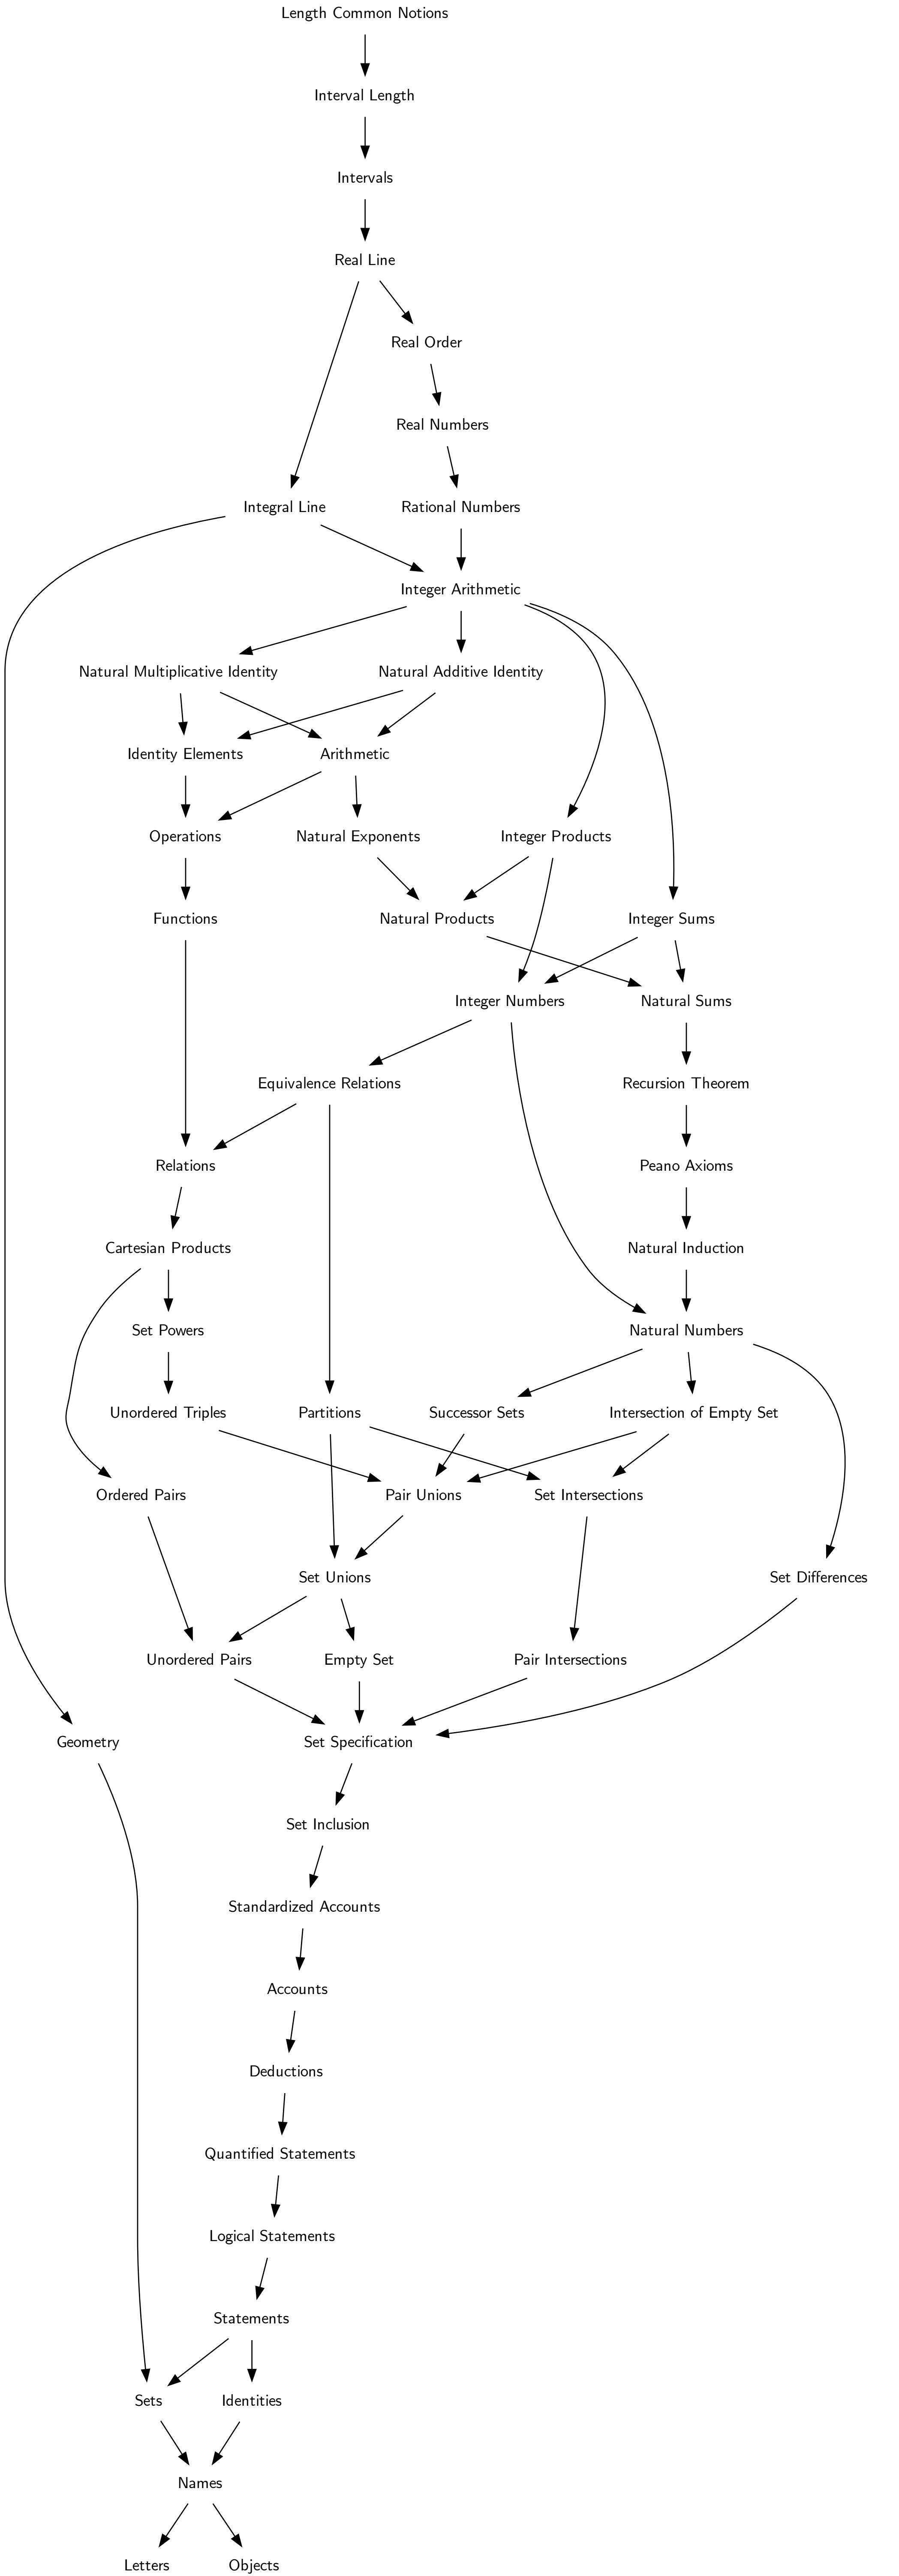 Length Common Notions
Interval Length
Intervals
Real Line
Real Order
Real Numbers
Integral Line
Rational Numbers
Integer Arithmetic
Natural Multiplicative Identity
Natural Additive Identity
Identity Elements
Arithmetic
Operations
Natural Exponents
Integer Products
Functions
Natural Products
Integer Sums
Integer Numbers
Natural Sums
Equivalence Relations
Recursion Theorem
Relations
Peano Axioms
Cartesian Products
Natural Induction
Set Powers
Natural Numbers
Unordered Triples
Partitions
Successor Sets
Intersection of Empty Set
Ordered Pairs
Pair Unions
Set Intersections
Set Unions
Set Differences
Unordered Pairs
Empty Set
Pair Intersections
Geometry
Set Specification
Set Inclusion
Standardized Accounts
Accounts
Deductions
Quantified Statements
Logical Statements
Statements
Sets
Identities
Names
Letters
Objects